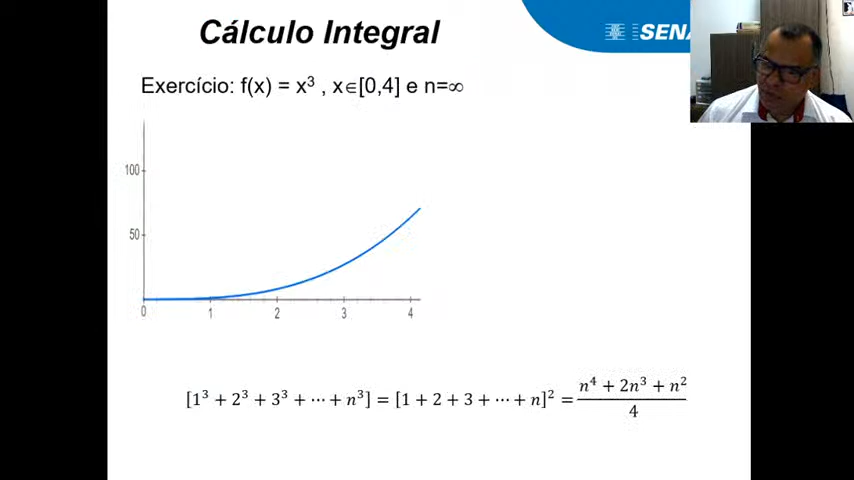 Cálculo Integral
SENA
Exercício: f(x) = x³ , x∈[0,4] e n=∞
100
50
0 1 2 3 4
[1³ + 2³ + 3³ + ⋯ + n³] = [1 + 2 + 3 + ⋯ + n]² = (n⁴ + 2n³ + n²)/4